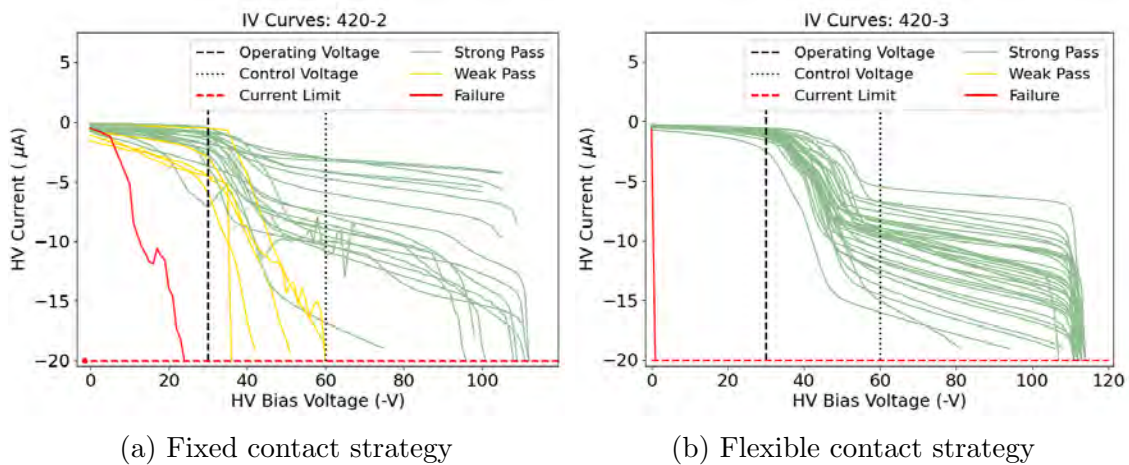 IV Curves: 420-2
Operating Voltage
Control Voltage
Current Limit
Strong Pass
Weak Pass
Failure
HV Current ( μA)
5
0
−5
−10
−15
−20
0 20 40 60 80 100
HV Bias Voltage (-V)
(a) Fixed contact strategy
IV Curves: 420-3
Operating Voltage
Control Voltage
Current Limit
Strong Pass
Weak Pass
Failure
HV Current ( μA)
5
0
−5
−10
−15
−20
0 20 40 60 80 100 120
HV Bias Voltage (-V)
(b) Flexible contact strategy